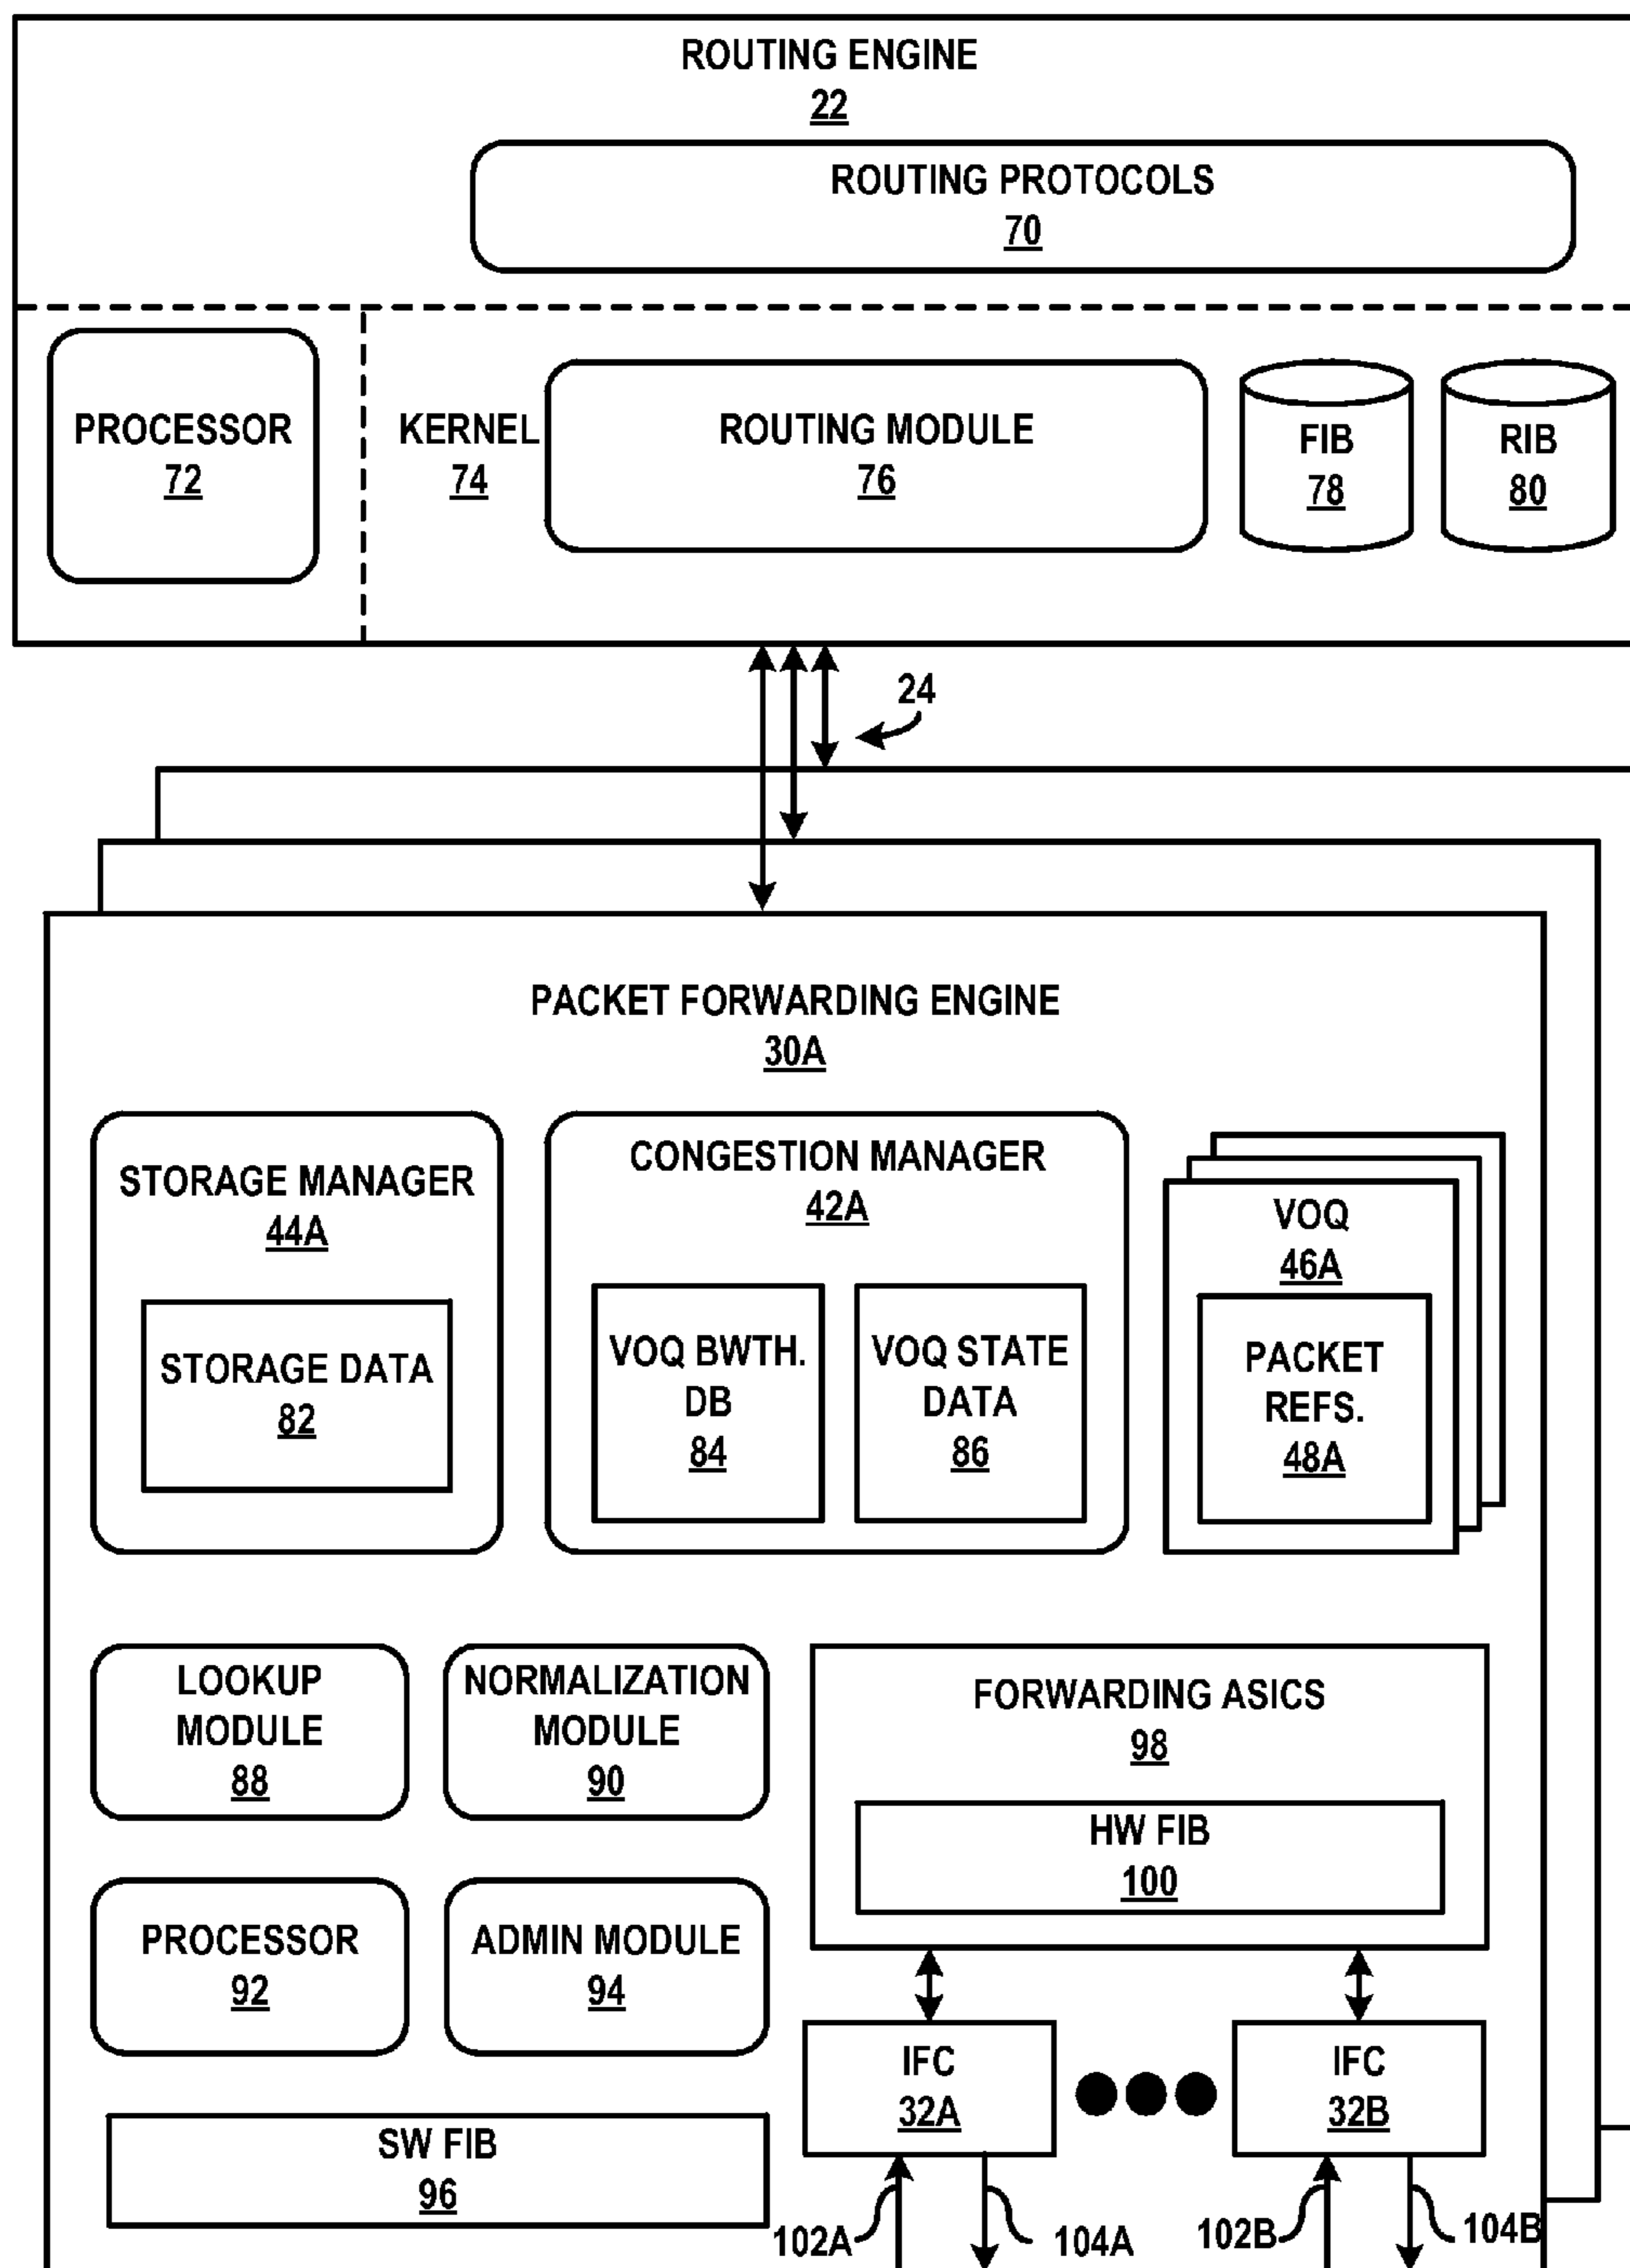 ROUTING ENGINE
22
ROUTING PROTOCOLS
70
PROCESSOR
72
KERNEL
74
ROUTING MODULE
76
FIB
78
RIB
80
24
PACKET FORWARDING ENGINE
30A
STORAGE MANAGER
44A
STORAGE DATA
82
CONGESTION MANAGER
42A
VOQ BWTH.
DB
84
VOQ STATE
DATA
86
VOQ
46A
PACKET
REFS.
48A
LOOKUP
MODULE
88
NORMALIZATION
MODULE
90
FORWARDING ASICS
98
HW FIB
100
PROCESSOR
92
ADMIN MODULE
94
IFC
32A
IFC
32B
SW FIB
96
102A
104A
102B
104B